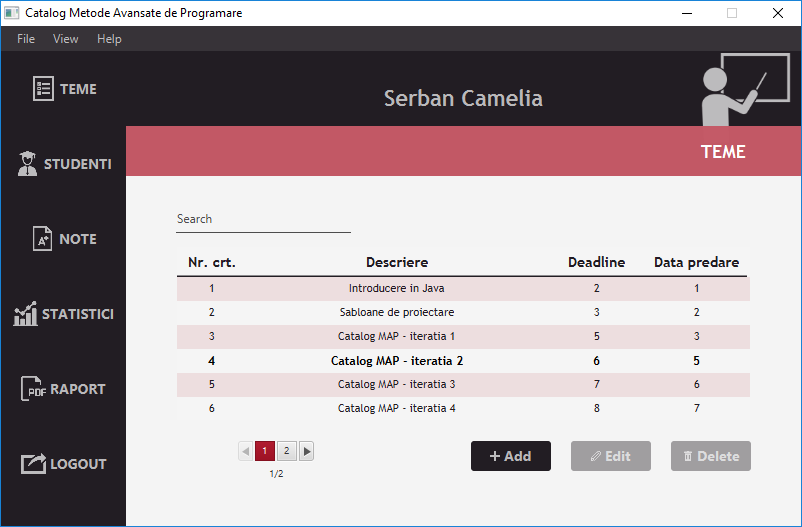 Catalog Metode Avansate de Programare
File View Help
TEME
Serban Camelia
STUDENTI
TEME
NOTE
Search
STATISTICI
Nr. crt. Descriere Deadline Data predare
1 Introducere in Java 2 1
2 Sabloane de proiectare 3 2
3 Catalog MAP - iteratia 1 5 3
4 Catalog MAP - iteratia 2 6 5
5 Catalog MAP - iteratia 3 7 6
6 Catalog MAP - iteratia 4 8 7
PDF RAPORT
LOGOUT
1 2
1/2
+ Add Edit Delete